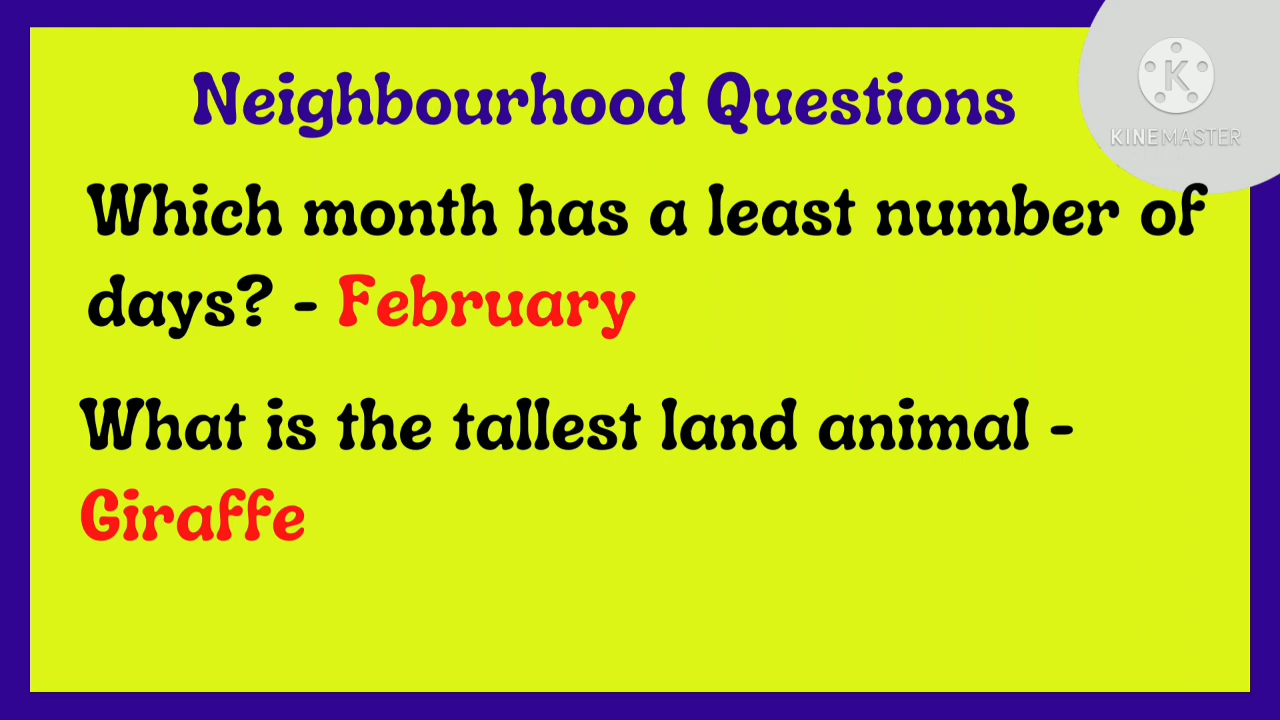 Neighbourhood Questions
K
KINEMASTER
Which month has a least number of
days? - February
What is the tallest land animal -
Giraffe